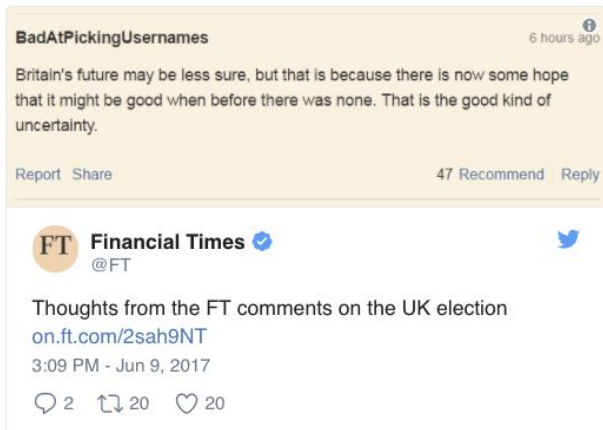 BadAtPickingUsernames
6 hours ago
Britain's future may be less sure, but that is because there is now some hope
that it might be good when before there was none. That is the good kind of
uncertainty.
Report Share
47 Recommend Reply
FT
Financial Times
@FT
Thoughts from the FT comments on the UK election
on.ft.com/2sah9NT
3:09 PM - Jun 9, 2017
2 20 20